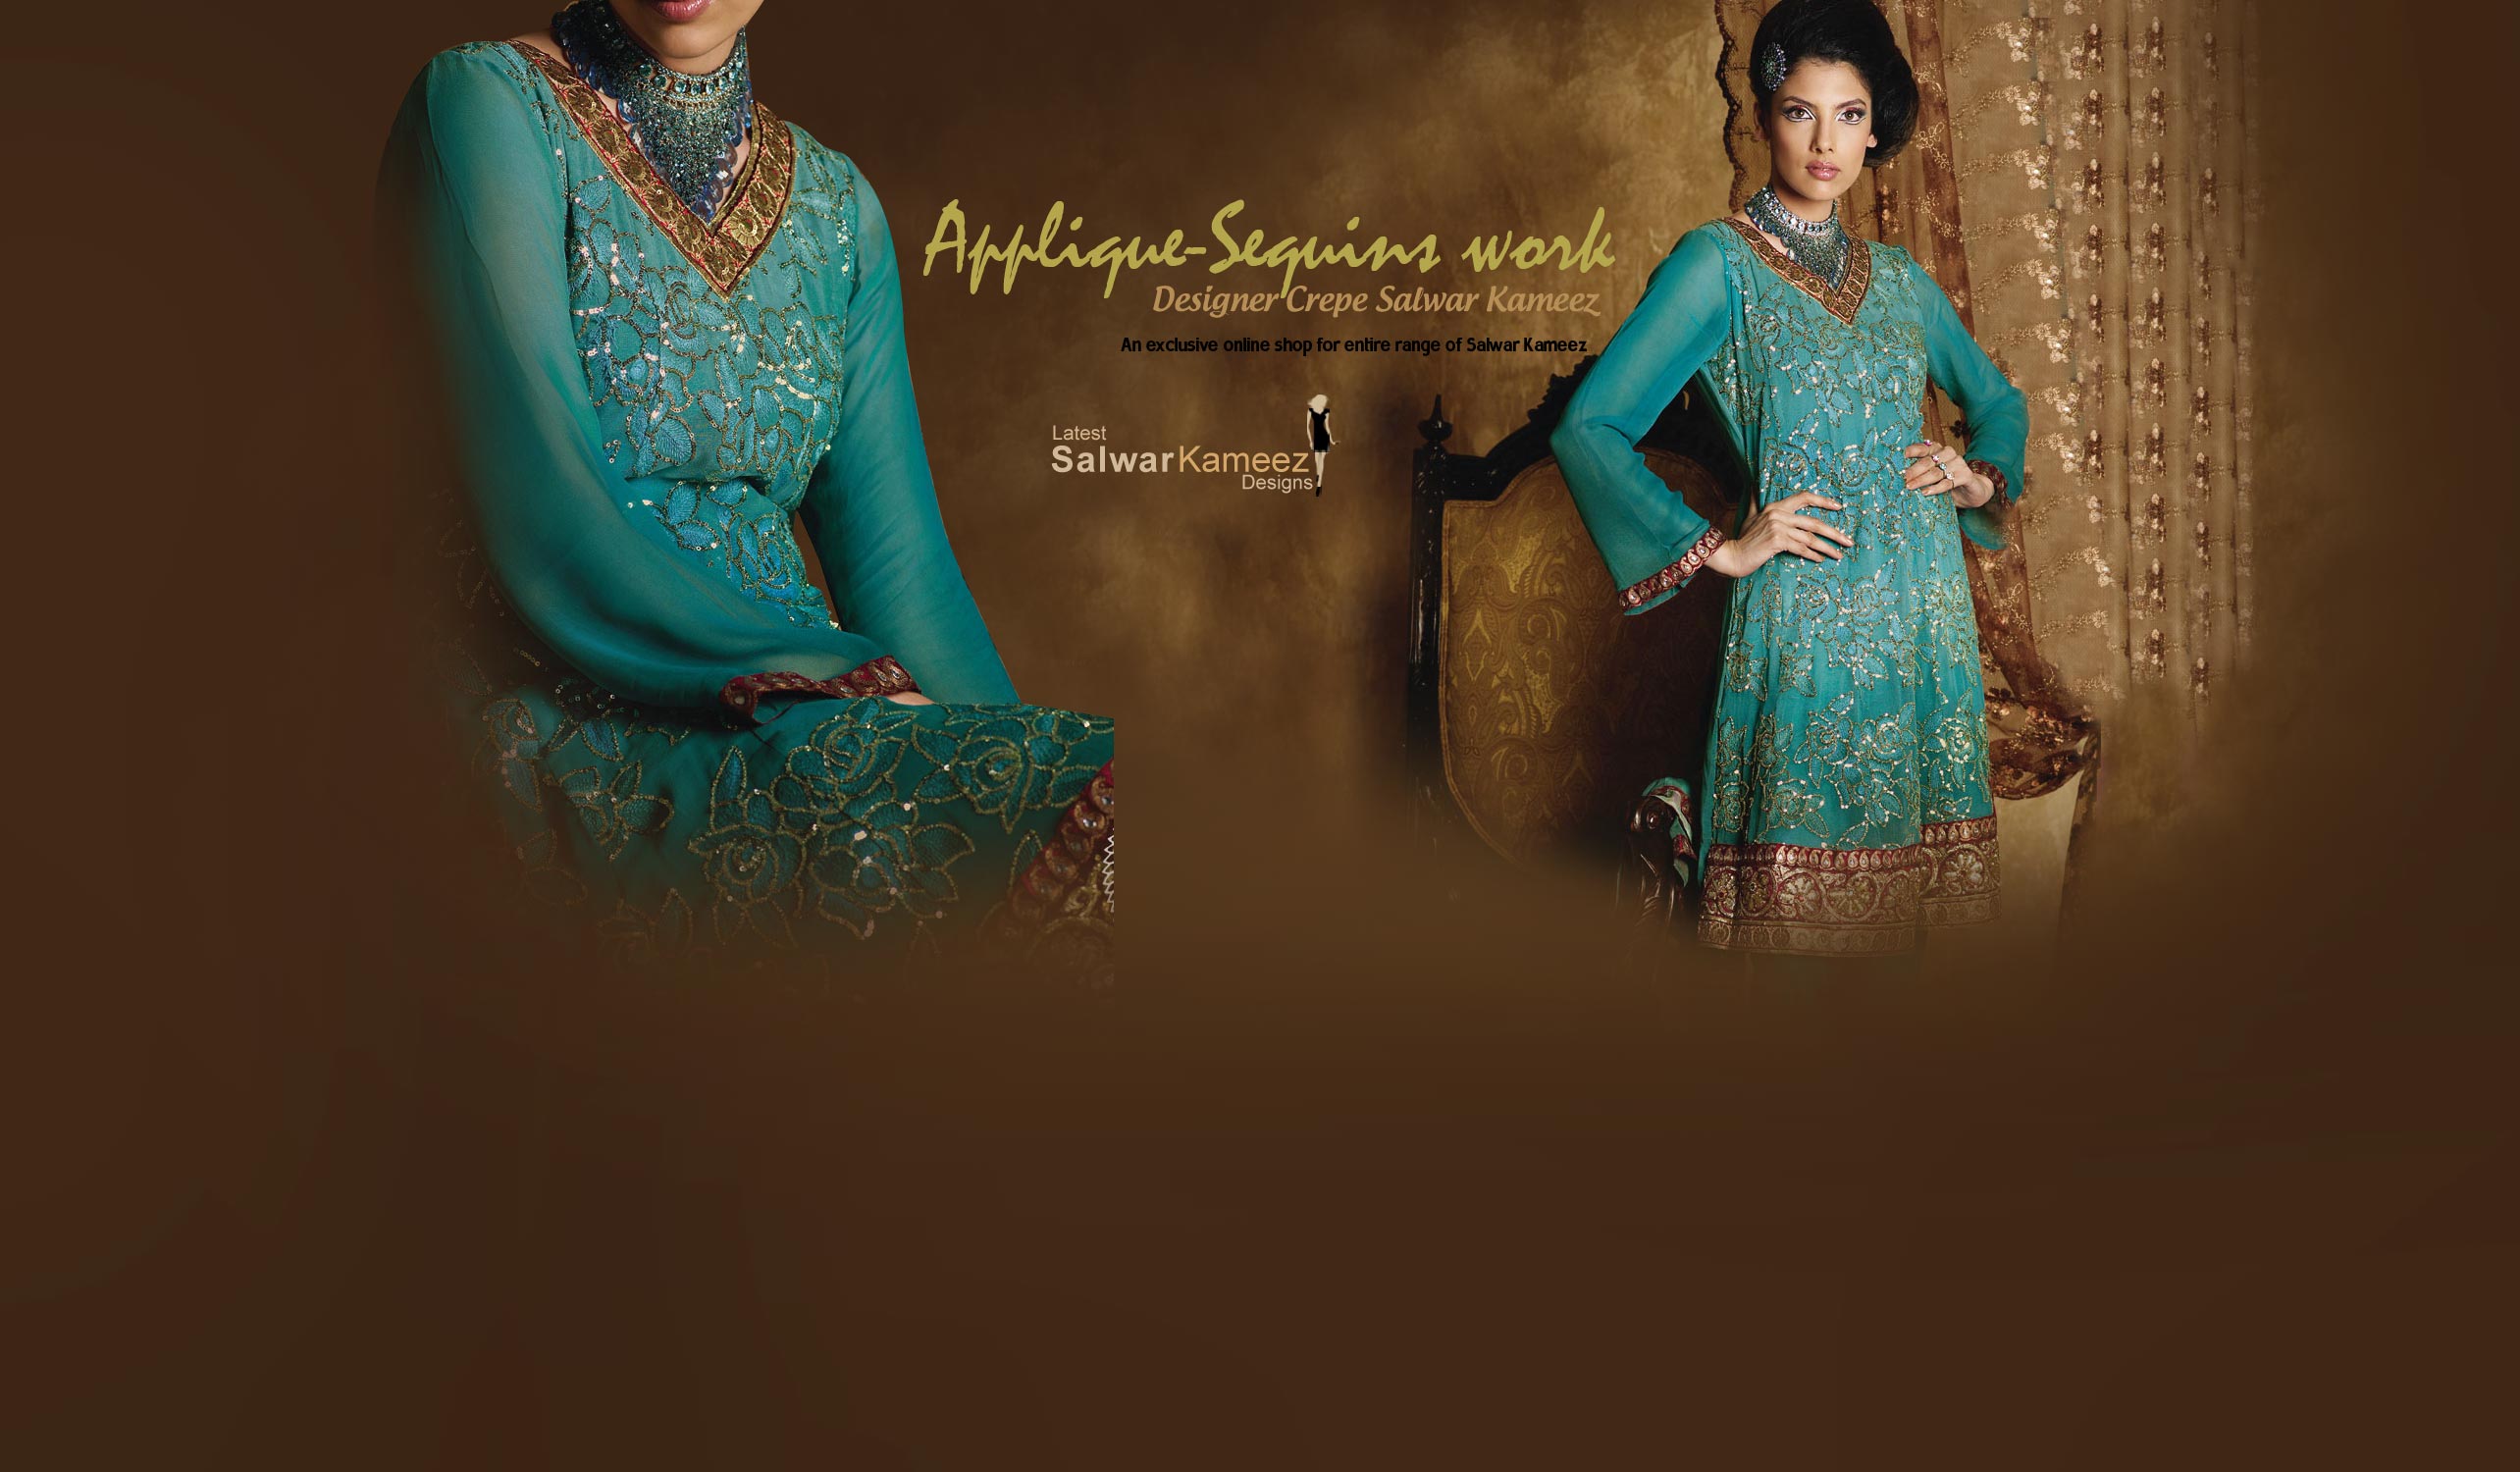 Applique-Sequins work
Designer Crepe Salwar Kameez
An exclusive online shop for entire range of Salwar Kameez
Latest
SalwarKameez
Designs